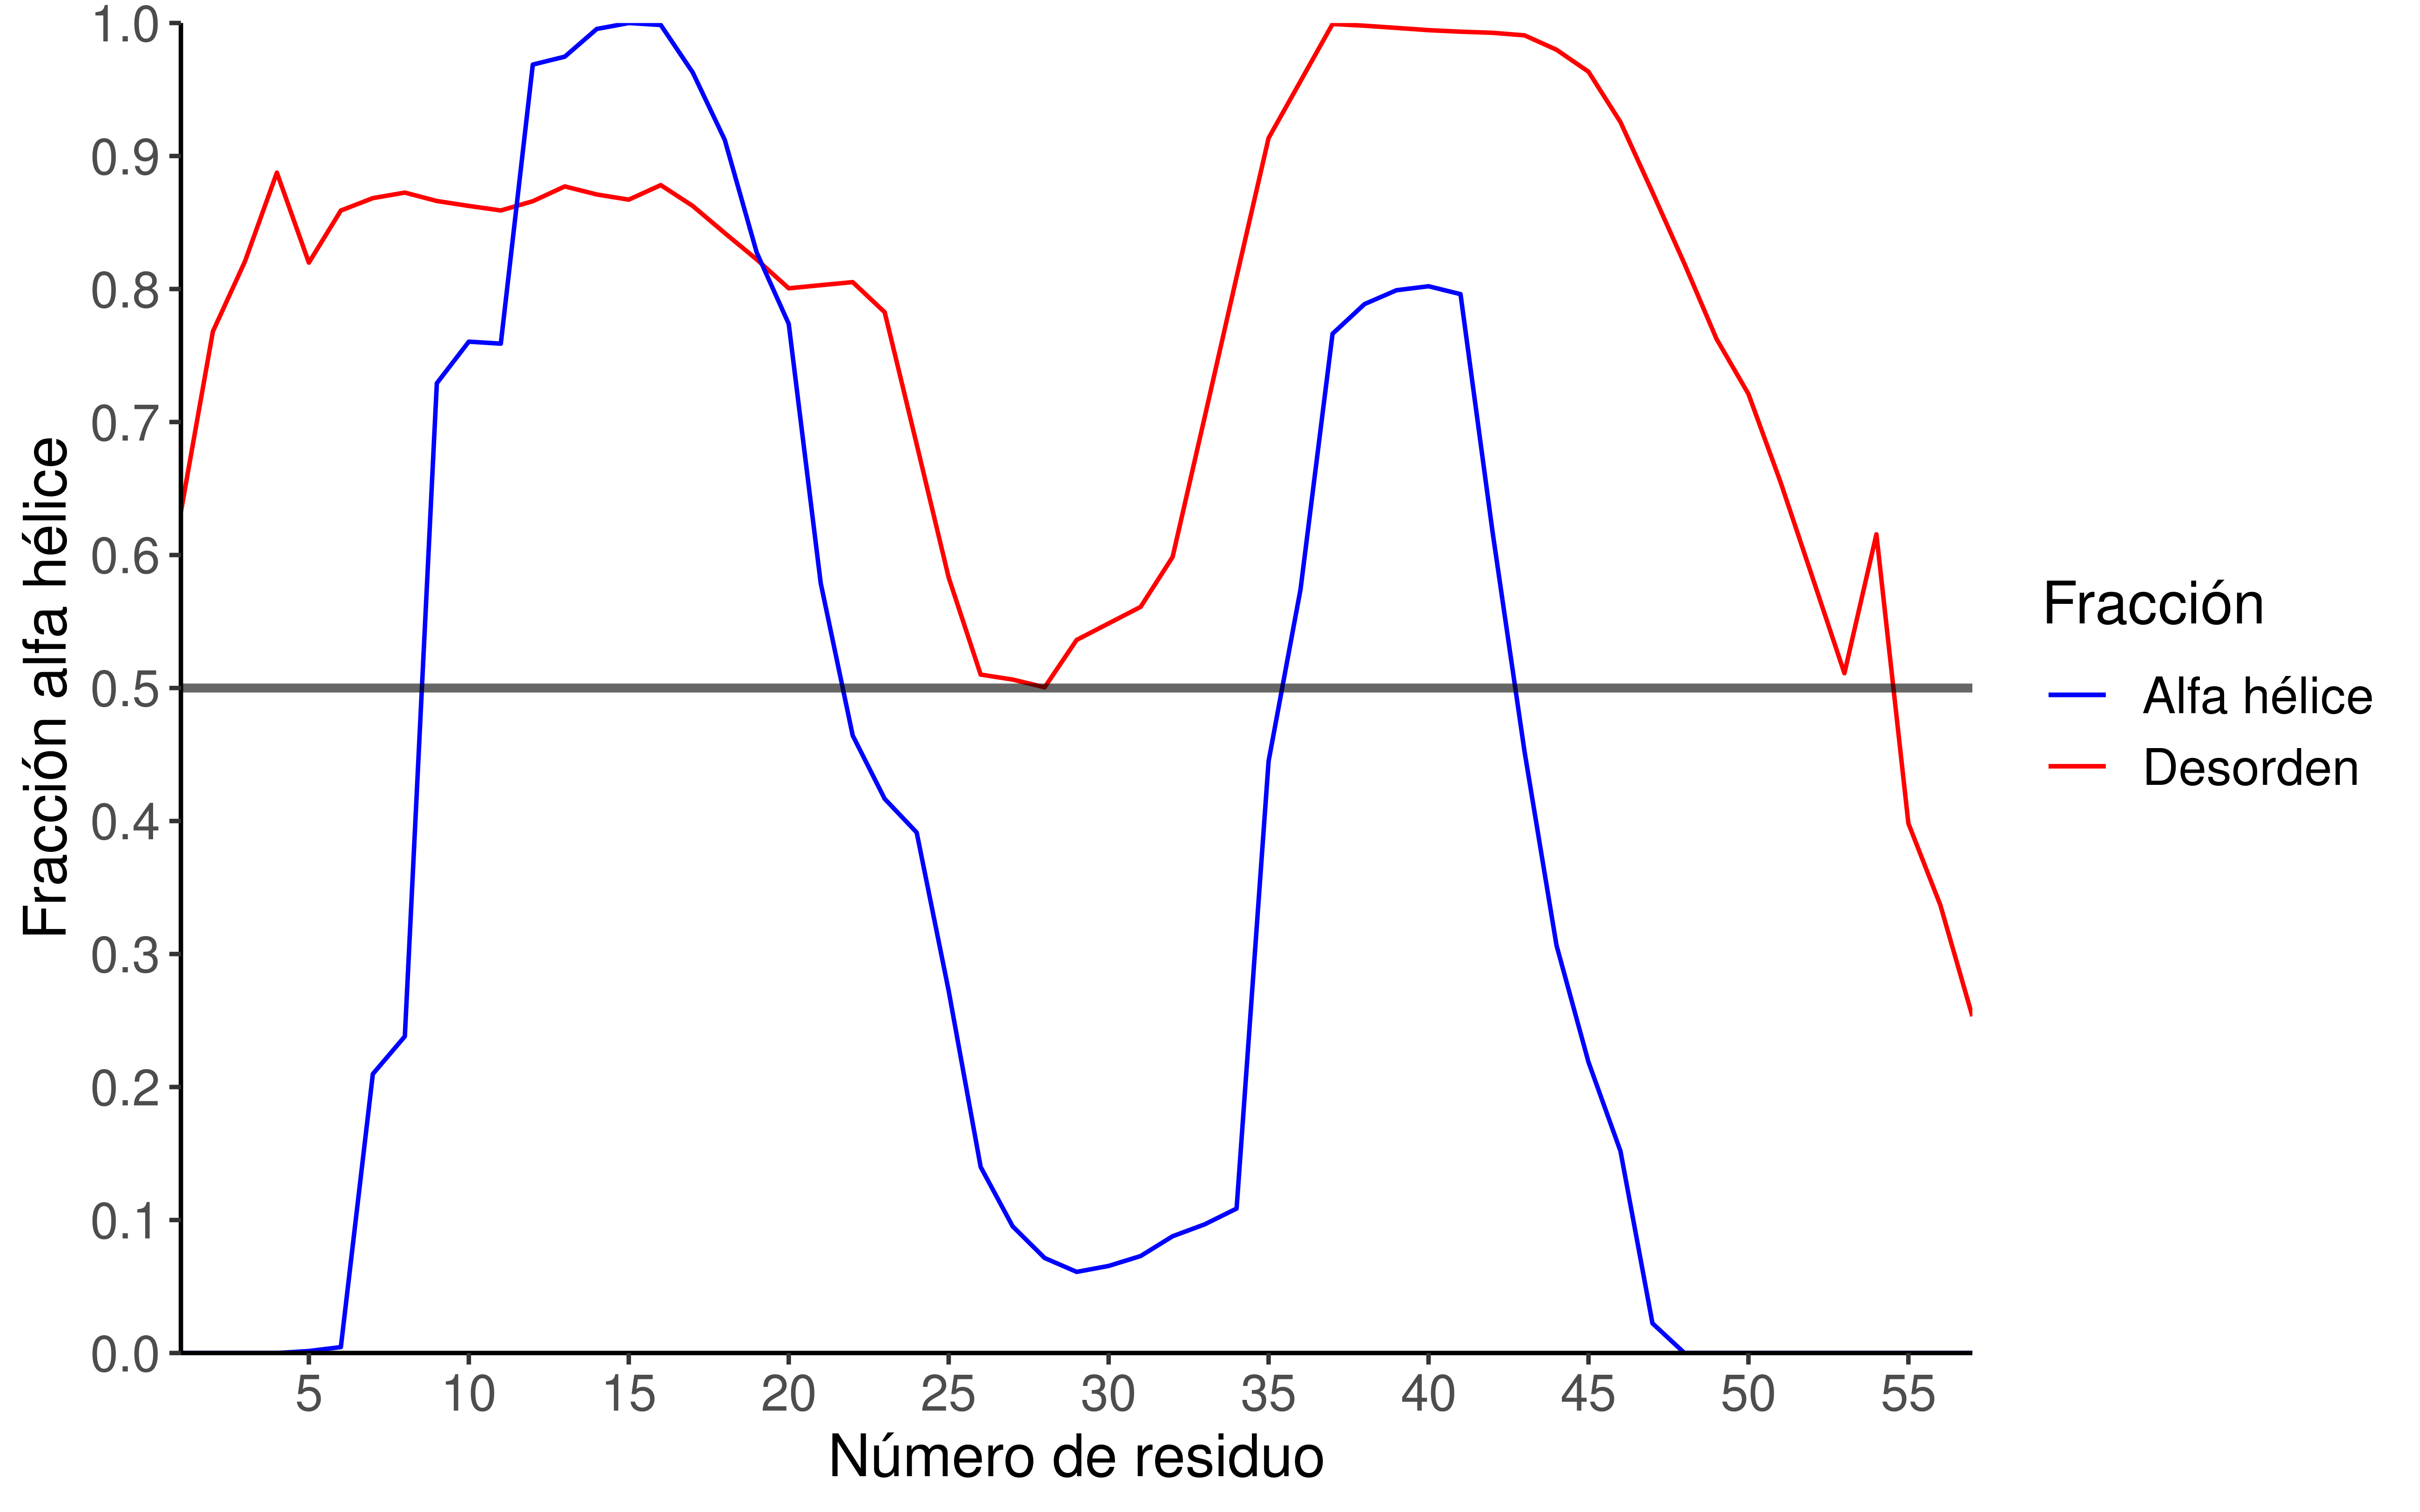 1.0
0.9
0.8
0.7
0.6
0.5
0.4
0.3
0.2
0.1
0.0
Fracción alfa hélice
5 10 15 20 25 30 35 40 45 50 55
Número de residuo
Fracción
Alfa hélice
Desorden